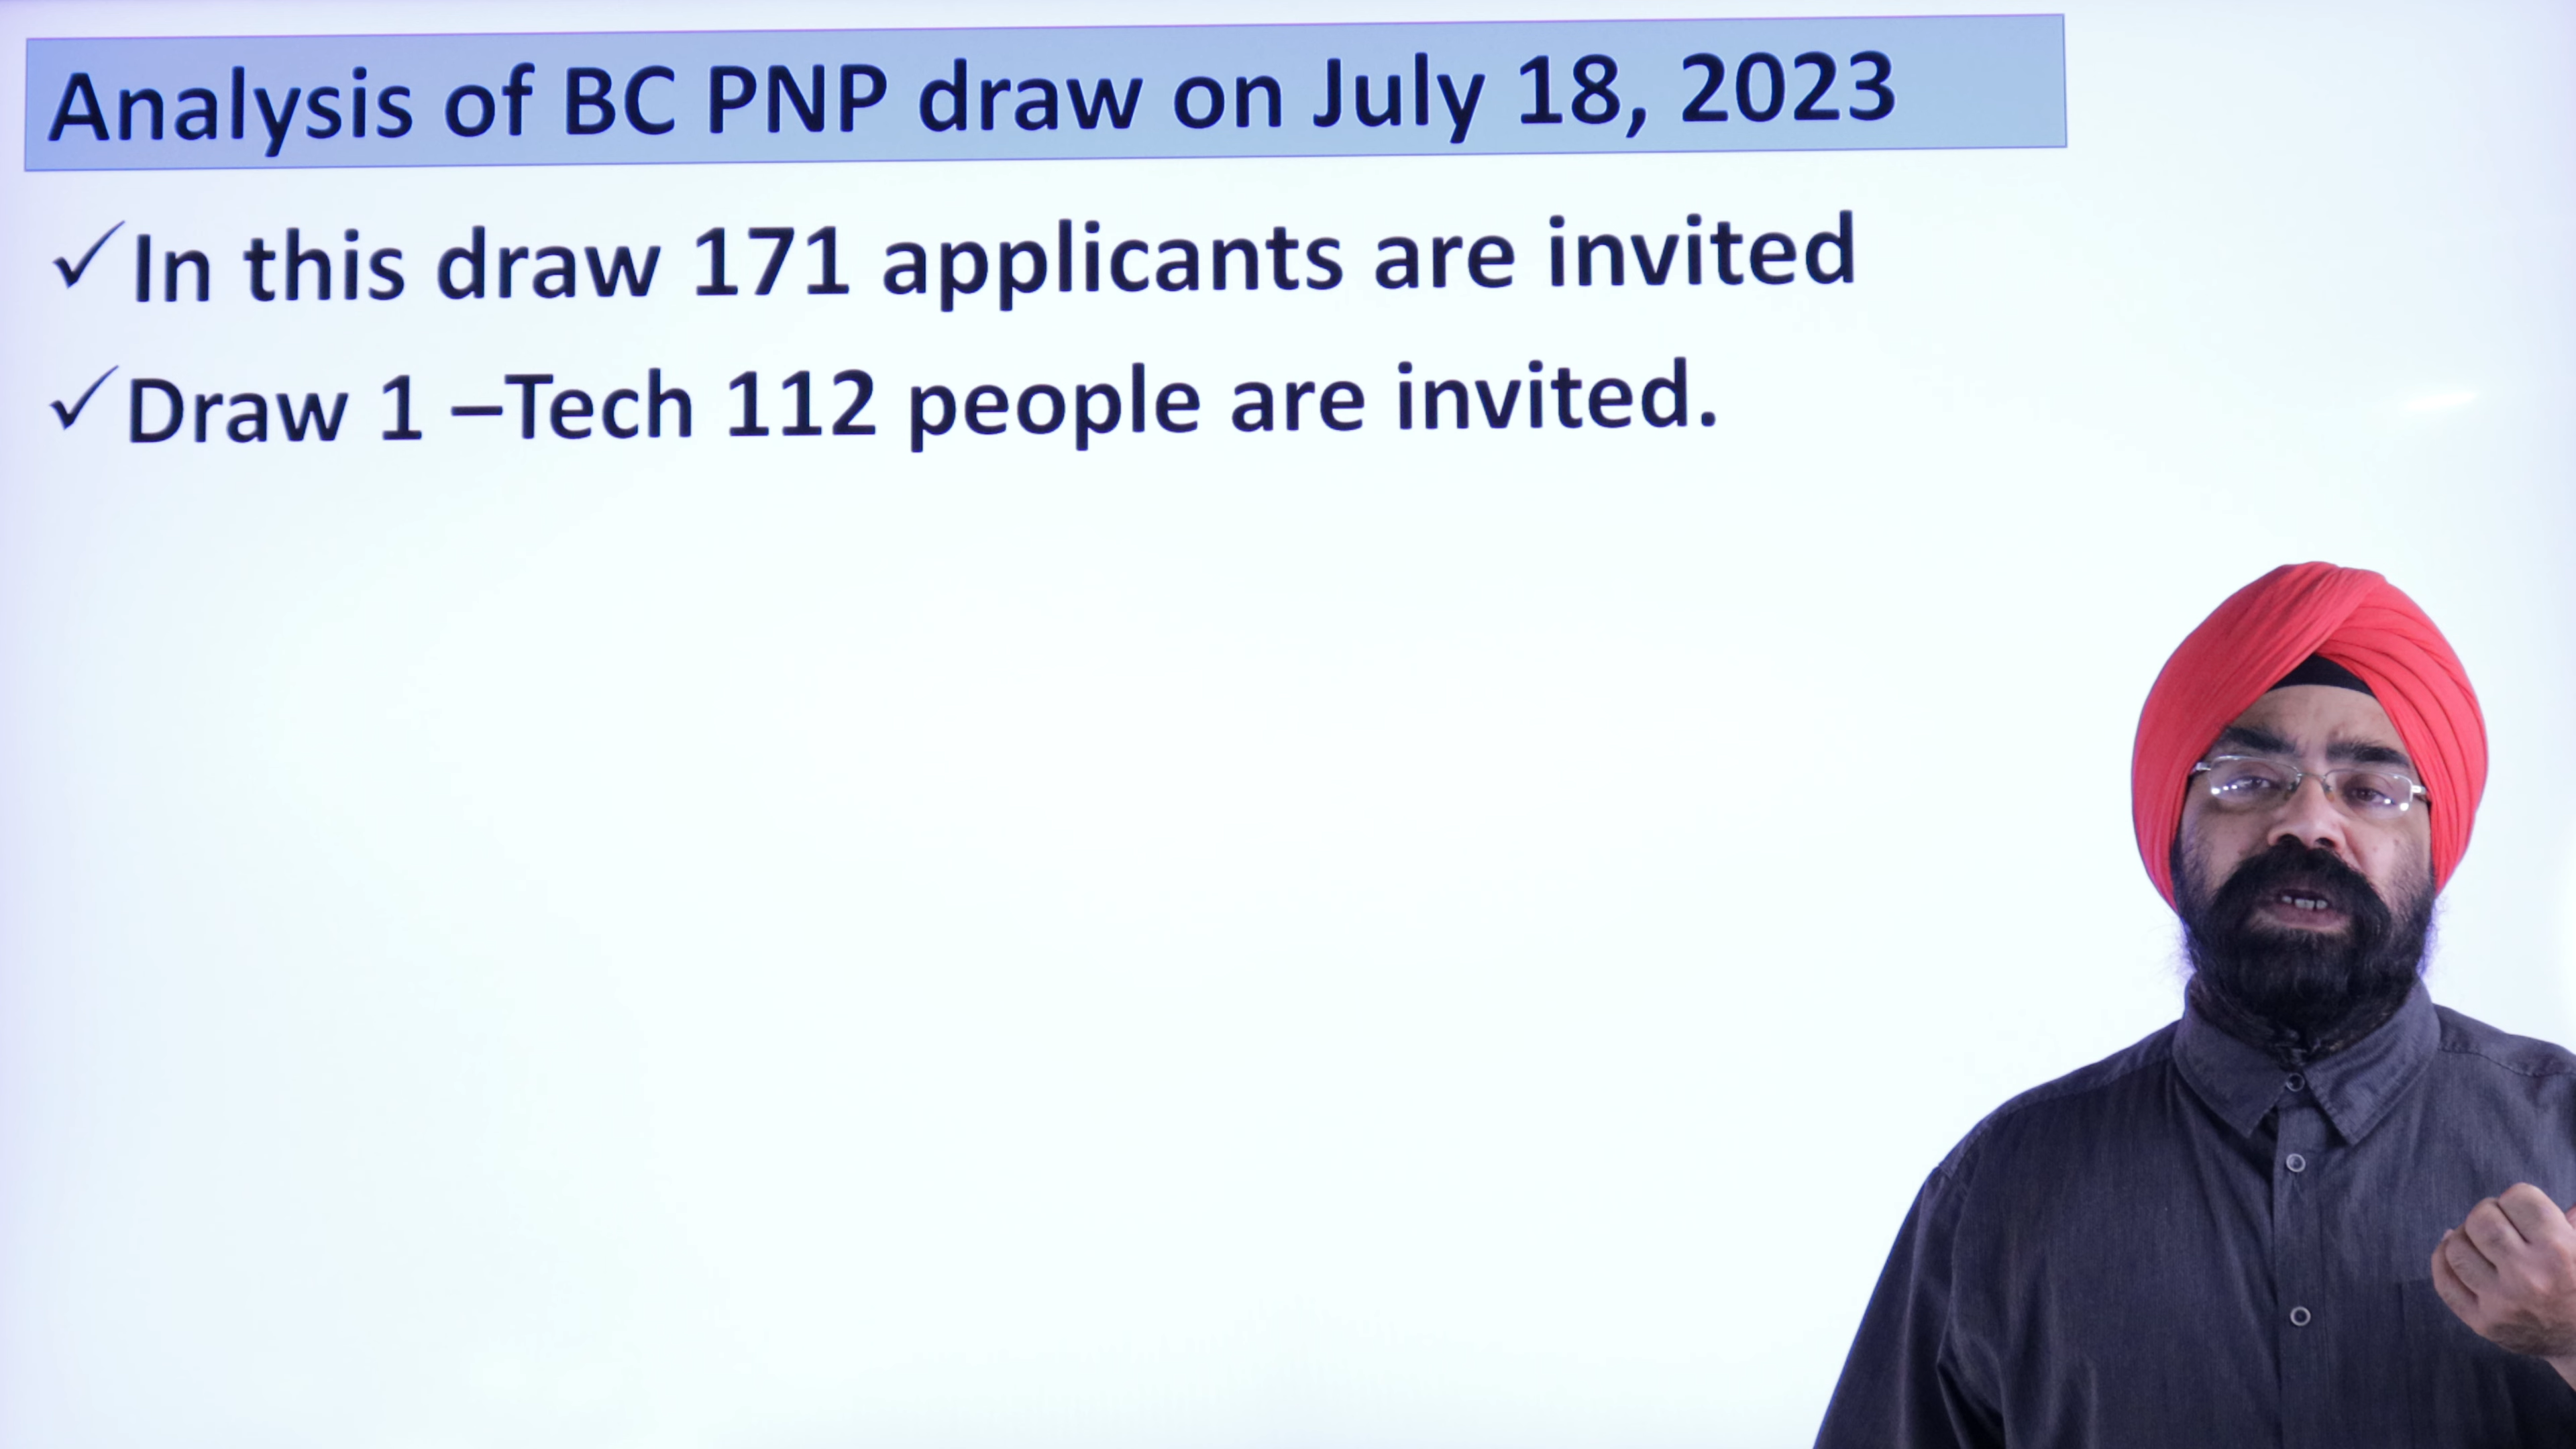 Analysis of BC PNP draw on July 18, 2023
✓In this draw 171 applicants are invited
✓Draw 1 –Tech 112 people are invited.